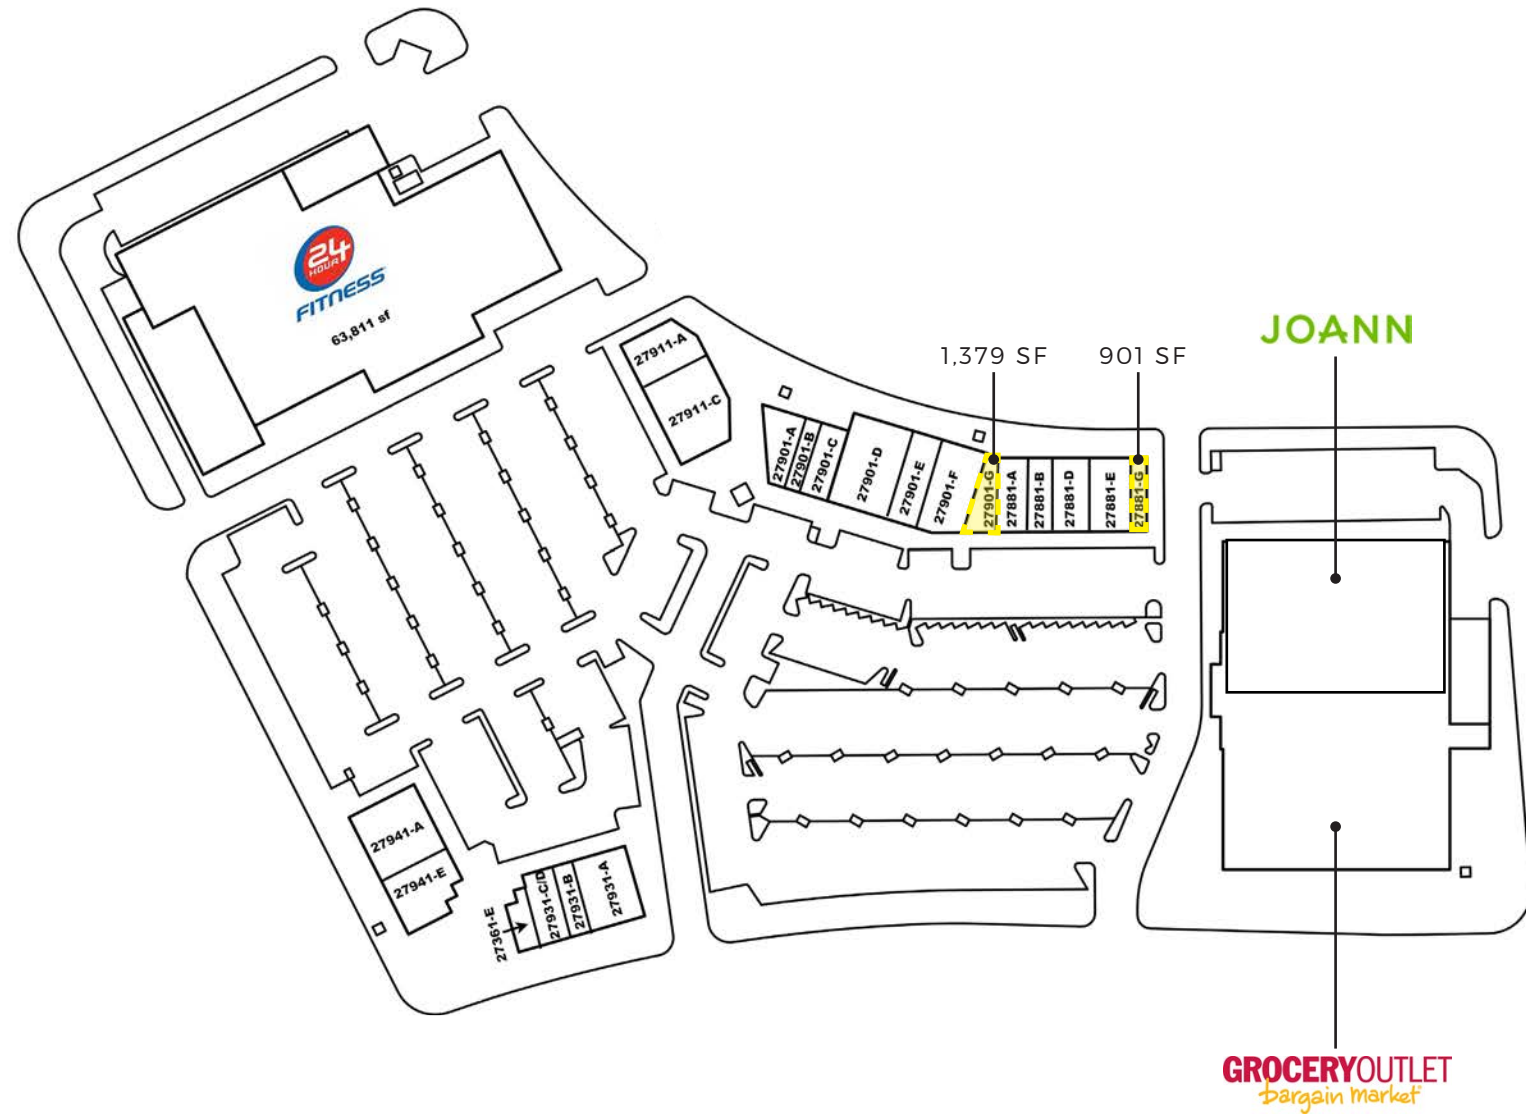 24
HOUR
FITNESS
63,811 sf
27911-A
27911-C
1,379 SF
901 SF
JOANN
27901-A
27901-B
27901-C
27901-D
27901-E
27901-F
27901-G
27881-A
27881-B
27881-D
27881-E
27881-G
27941-A
27941-E
27361-E
27931-C/D
27931-B
27931-A
GROCERYOUTLET
bargain market